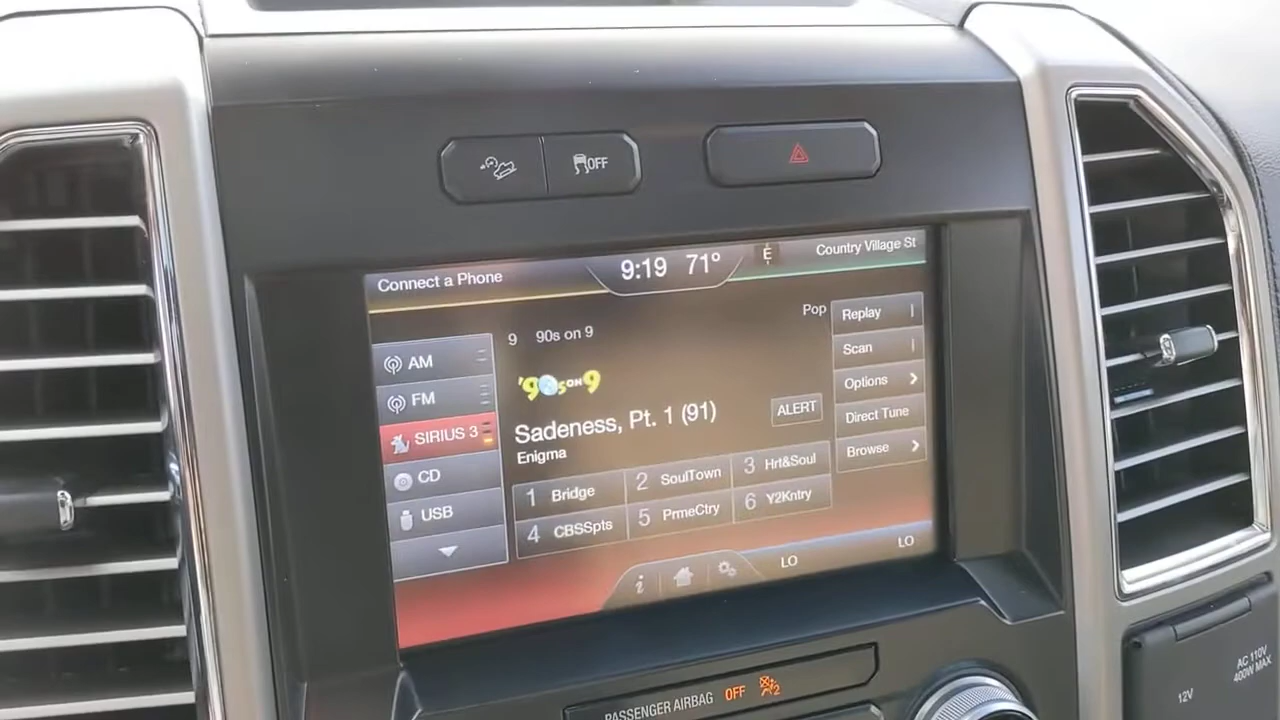 OFF
Connect a Phone
9:19 71°
E
Country Village St
AM
FM
SIRIUS 3
CD
USB
9 90s on 9
Pop
'90s ON 9
Sadeness, Pt. 1 (91)
Enigma
ALERT
1 Bridge
2 SoulTown
3 Hrt&Soul
4 CBSSpts
5 PrmeCtry
6 Y2Kntry
Replay
Scan
Options
Direct Tune
Browse
i
LO
LO
PASSENGER AIRBAG OFF
2
12V
AC 110V
400W MAX